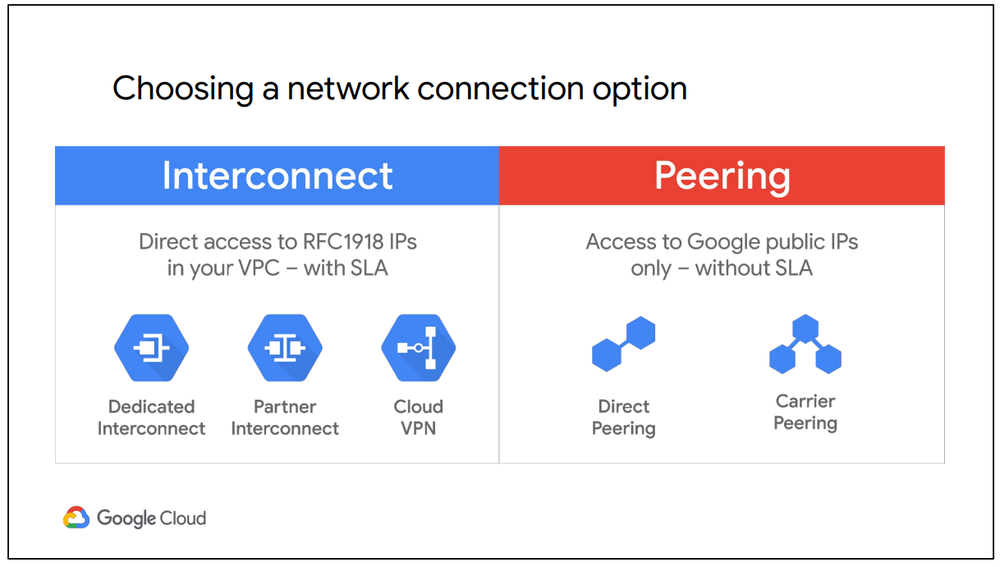 Choosing a network connection option
Interconnect
Peering
Direct access to RFC1918 IPs
in your VPC – with SLA
Access to Google public IPs
only – without SLA
Dedicated
Interconnect
Partner
Interconnect
Cloud
VPN
Direct
Peering
Carrier
Peering
Google Cloud